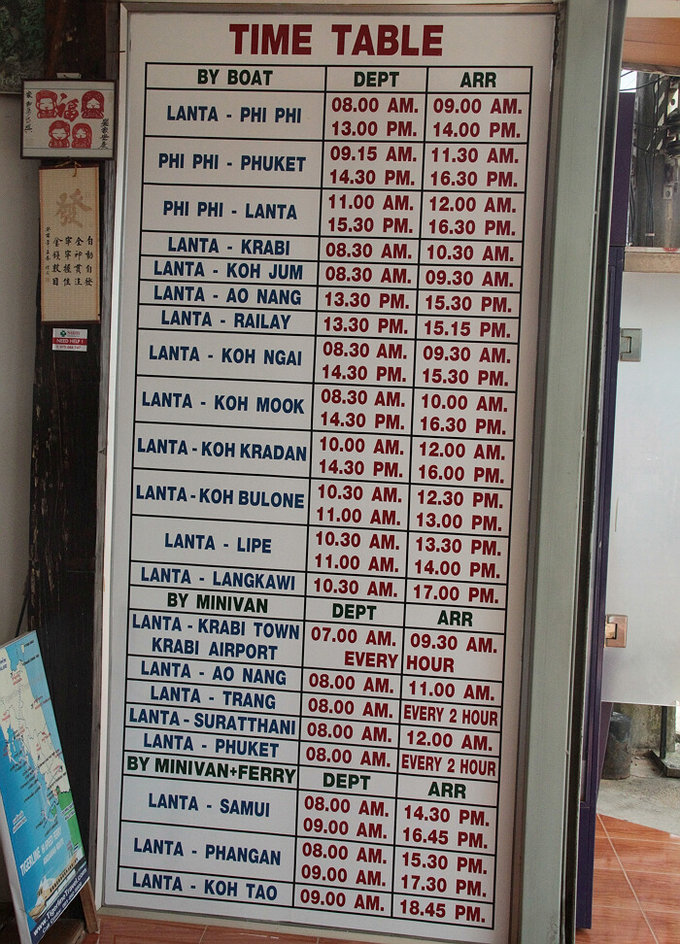 TIME TABLE
BY BOAT DEPT ARR
LANTA - PHI PHI 08.00 AM. 09.00 AM.
13.00 PM. 14.00 PM.
PHI PHI - PHUKET 09.15 AM. 11.30 AM.
14.30 PM. 16.30 PM.
PHI PHI - LANTA 11.00 AM. 12.00 AM.
15.30 PM. 16.30 PM.
LANTA - KRABI 08.30 AM. 10.30 AM.
LANTA - KOH JUM 08.30 AM. 09.30 AM.
LANTA - AO NANG 13.30 PM. 15.30 PM.
LANTA - RAILAY 13.30 PM. 15.15 PM.
LANTA - KOH NGAI 08.30 AM. 09.30 AM.
14.30 PM. 15.30 PM.
LANTA - KOH MOOK 08.30 AM. 10.00 AM.
14.30 PM. 16.30 PM.
LANTA - KOH KRADAN 10.00 AM. 12.00 AM.
14.30 PM. 16.00 PM.
LANTA - KOH BULONE 10.30 AM. 12.30 PM.
11.00 AM. 13.00 PM.
LANTA - LIPE 10.30 AM. 13.30 PM.
11.00 AM. 14.00 PM.
LANTA - LANGKAWI 10.30 AM. 17.00 PM.
BY MINIVAN DEPT ARR
LANTA - KRABI TOWN 07.00 AM. 09.30 AM.
KRABI AIRPORT EVERY HOUR
LANTA - AO NANG 08.00 AM. 11.00 AM.
LANTA - TRANG 08.00 AM. EVERY 2 HOUR
LANTA - SURATTHANI 08.00 AM. 12.00 AM.
LANTA - PHUKET 08.00 AM. EVERY 2 HOUR
BY MINIVAN+FERRY DEPT ARR
LANTA - SAMUI 08.00 AM. 14.30 PM.
09.00 AM. 16.45 PM.
LANTA - PHANGAN 08.00 AM. 15.30 PM.
09.00 AM. 17.30 PM.
LANTA - KOH TAO 09.00 AM. 18.45 PM.
福
發
自動自發
全卯貫注
NEED HELP ?